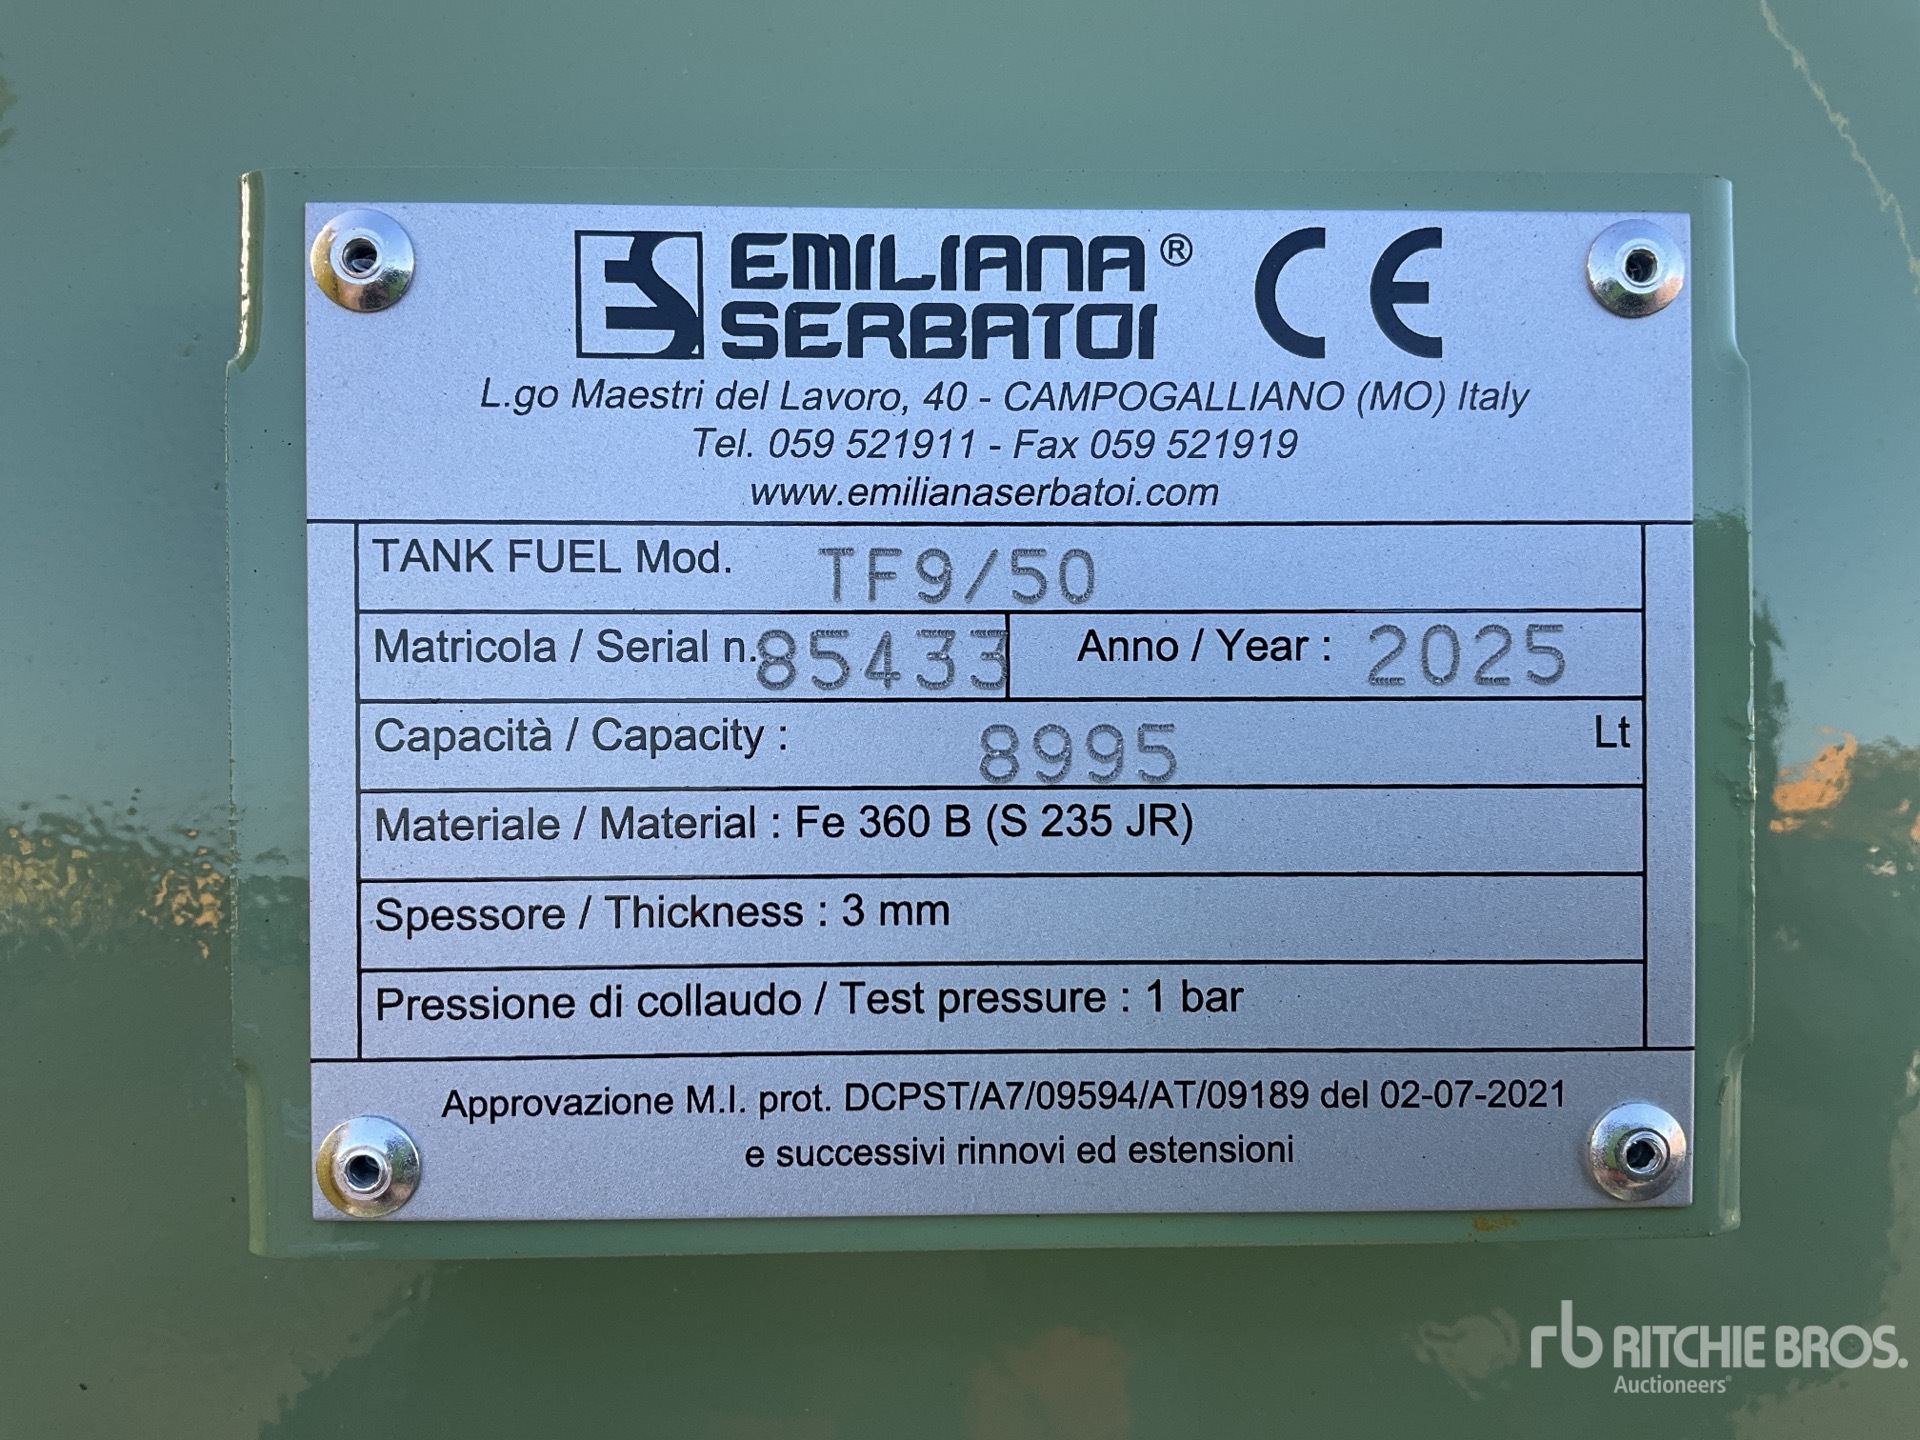 EMILIANA® CE
SERBATOI
L.go Maestri del Lavoro, 40 - CAMPOGALLIANO (MO) Italy
Tel. 059 521911 - Fax 059 521919
www.emilianaserbatoi.com
TANK FUEL Mod. TF9/50
Matricola / Serial n. 85433 Anno / Year : 2025
Capacità / Capacity : 8995 Lt
Materiale / Material : Fe 360 B (S 235 JR)
Spessore / Thickness : 3 mm
Pressione di collaudo / Test pressure : 1 bar
Approvazione M.I. prot. DCPST/A7/09594/AT/09189 del 02-07-2021
e successivi rinnovi ed estensioni
rb RITCHIE BROS.
Auctioneers®